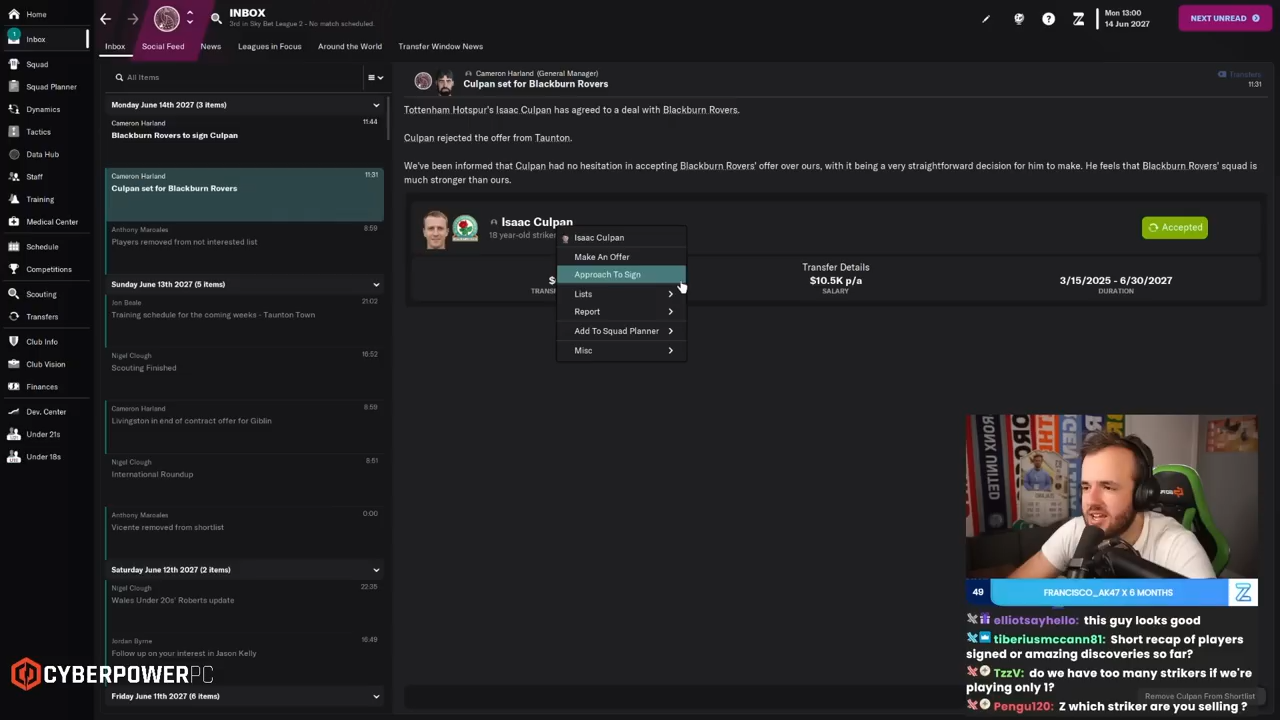 Home
1
Inbox
Squad
Squad Planner
Dynamics
Tactics
Data Hub
Staff
Training
Medical Center
Schedule
Competitions
Scouting
Transfers
Club Info
Club Vision
Finances
Dev. Center
Under 21s
Under 18s
INBOX
3rd in Sky Bet League 2 - No match scheduled.
Mon 13:00
14 Jun 2027
NEXT UNREAD
Inbox
Social Feed
News
Leagues in Focus
Around the World
Transfer Window News
All Items
Monday June 14th 2027 (3 items)
Cameron Harland
11:44
Blackburn Rovers to sign Culpan
Cameron Harland
11:31
Culpan set for Blackburn Rovers
8:59
Players removed from not interested list
Sunday June 13th 2027 (5 items)
Jon Beale
21:02
Training schedule for the coming weeks - Taunton Town
Nigel Clough
Scouting Finished
Cameron Harland
8:59
Livingston in end of contract offer for Giblin
Nigel Clough
International Roundup
0:00
Vicente removed from shortlist
Saturday June 12th 2027 (2 items)
Nigel Clough
Wales Under 20s' Roberts update
Jordan Byrne
16:49
Follow up on your interest in Jason Kelly
Friday June 11th 2027 (6 items)
Cameron Harland (General Manager)
Culpan set for Blackburn Rovers
Transfers
11:31
Tottenham Hotspur's Isaac Culpan has agreed to a deal with Blackburn Rovers.
Culpan rejected the offer from Taunton.
We've been informed that Culpan had no hesitation in accepting Blackburn Rovers' offer over ours, with it being a very straightforward decision for him to make. He feels that Blackburn Rovers' squad is
much stronger than ours.
Isaac Culpan
18 year-old strike
Accepted
Isaac Culpan
Make An Offer
Approach To Sign
Lists
Report
Add To Squad Planner
Misc
Transfer Details
$10.5K p/a
SALARY
3/15/2025 - 6/30/2027
DURATION
CYBERPOWERPC
BRONX UNITED
49
FRANCISCO_AK47 X 6 MONTHS
Z
elliotsayhello: this guy looks good
tiberiusmccann81: Short recap of players
signed or amazing discoveries so far?
TzzV: do we have too many strikers if we're
playing only 1?
Pengu120: Z which striker are you selling ?
Remove Culpan From Shortlist